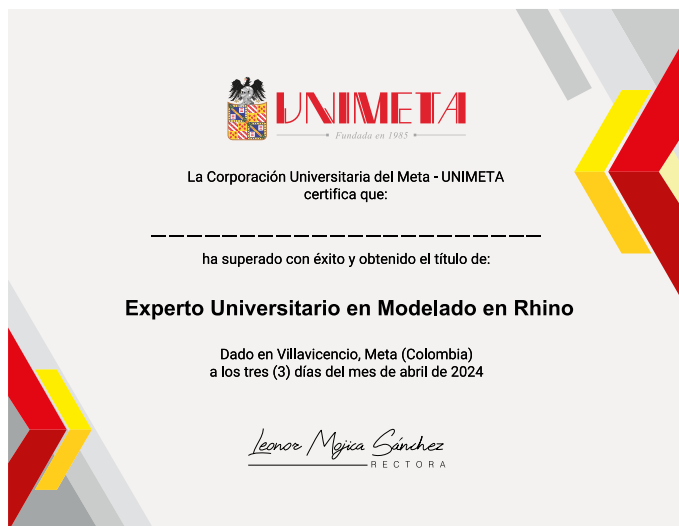 UNIMETA
Fundada en 1985
La Corporación Universitaria del Meta - UNIMETA
certifica que:
ha superado con éxito y obtenido el título de:
Experto Universitario en Modelado en Rhino
Dado en Villavicencio, Meta (Colombia)
a los tres (3) días del mes de abril de 2024
Leonor Mojica Sánchez
RECTORA